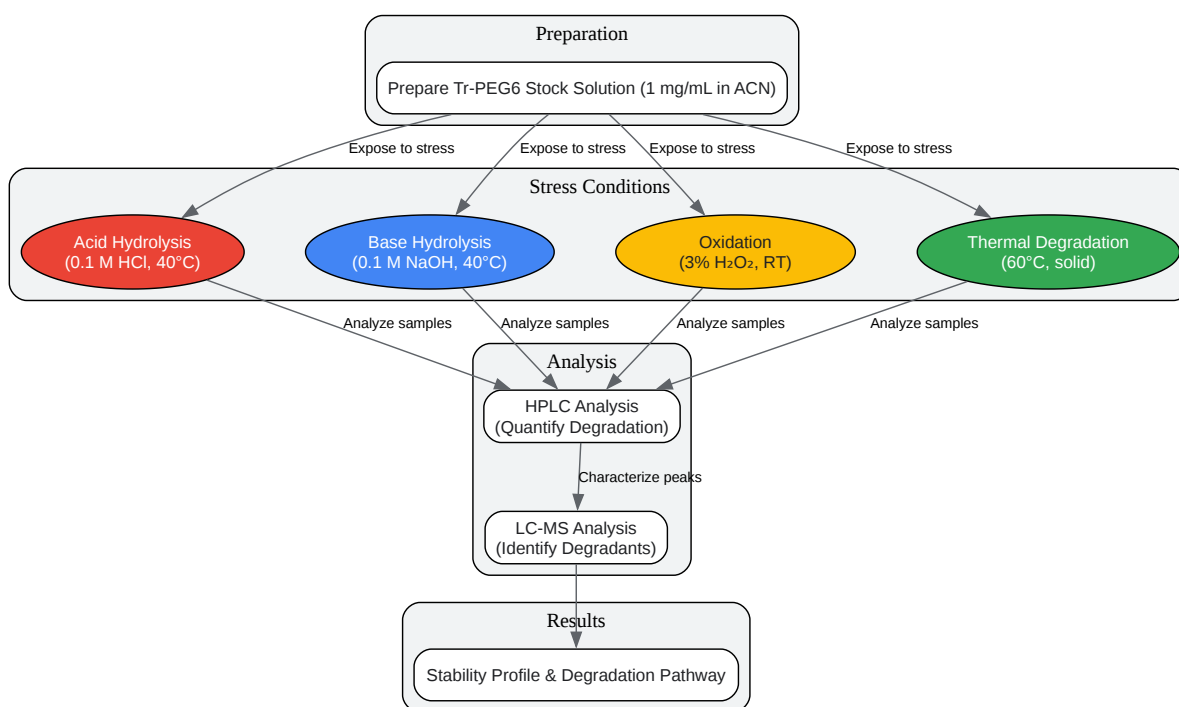 Preparation
Prepare Tr-PEG6 Stock Solution (1 mg/mL in ACN)
Expose to stress
Expose to stress
Expose to stress
Expose to stress
Stress Conditions
Acid Hydrolysis
(0.1 M HCl, 40°C)
Base Hydrolysis
(0.1 M NaOH, 40°C)
Oxidation
(3% H₂O₂, RT)
Thermal Degradation
(60°C, solid)
Analyze samples
Analyze samples
Analyze samples
Analyze samples
Analysis
HPLC Analysis
(Quantify Degradation)
Characterize peaks
LC-MS Analysis
(Identify Degradants)
Results
Stability Profile & Degradation Pathway